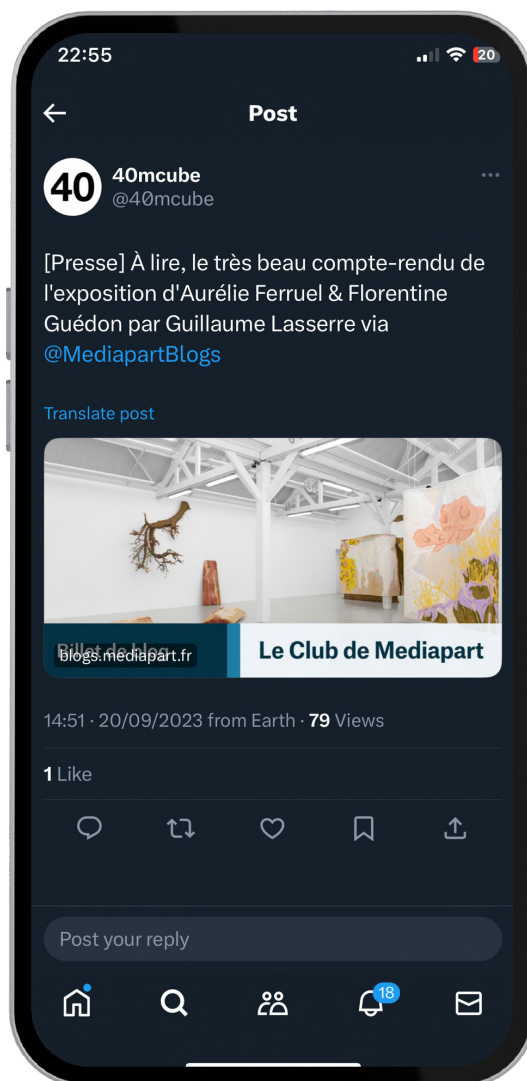 22:55
20
Post
40
40mcube
@40mcube
[Presse] À lire, le très beau compte-rendu de
l'exposition d'Aurélie Ferruel & Florentine
Guédon par Guillaume Lasserre via
@MediapartBlogs
Translate post
Billet de blog
blogs.mediapart.fr
Le Club de Mediapart
14:51 · 20/09/2023 from Earth · 79 Views
1 Like
Post your reply
18